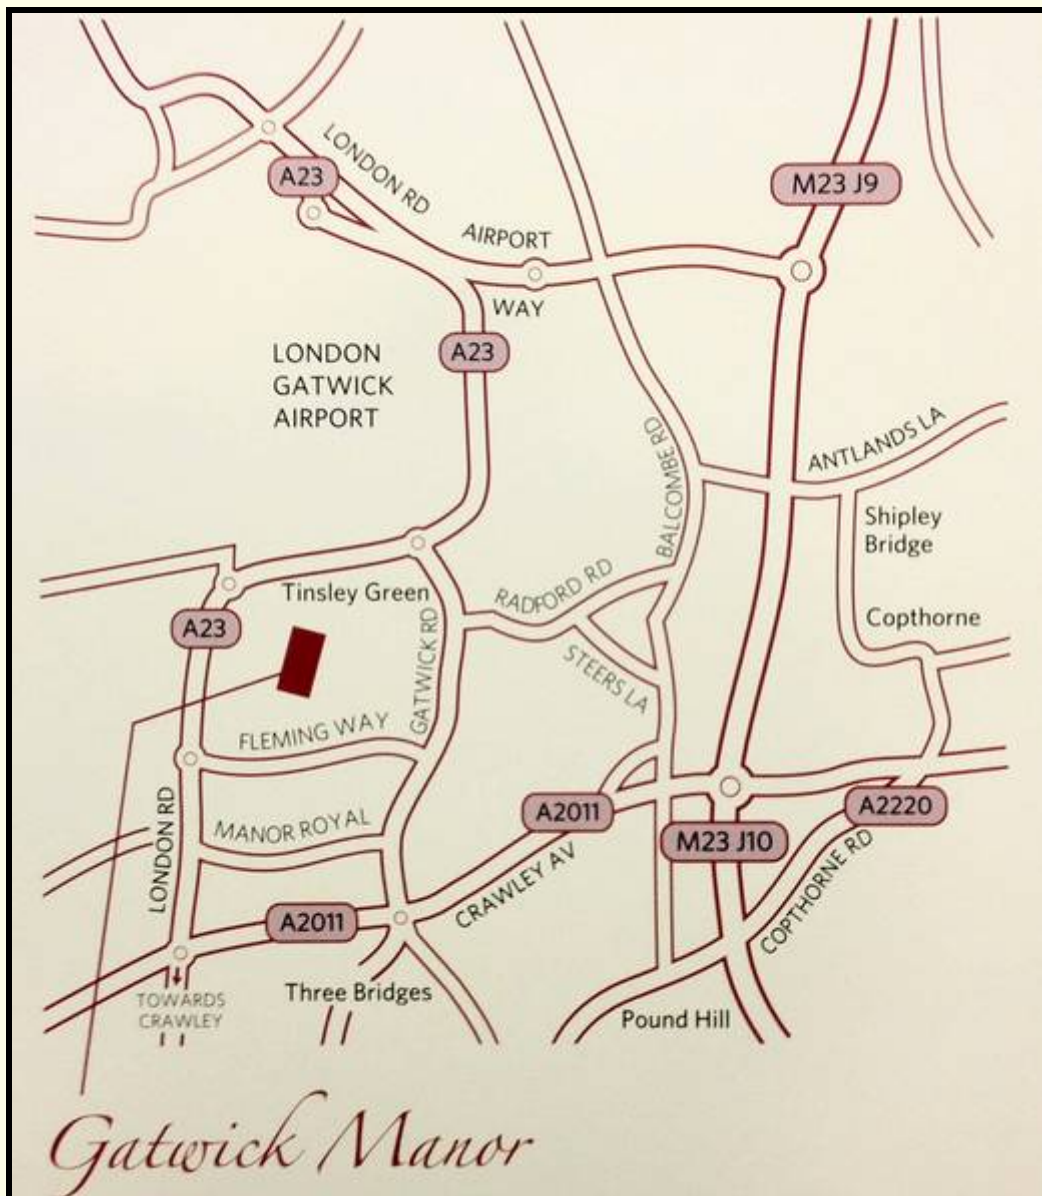 LONDON RD
A23
M23 J9
AIRPORT
WAY
A23
LONDON
GATWICK
AIRPORT
BALCOMBE RD
ANTLANDS LA
Shipley
Bridge
Tinsley Green
RADFORD RD
A23
GATWICK RD
Copthorne
STEERS LA
FLEMING WAY
LONDON RD
MANOR ROYAL
A2011
A2220
M23 J10
CRAWLEY AV
COPTHORNE RD
A2011
TOWARDS
CRAWLEY
Three Bridges
Pound Hill
Gatwick Manor